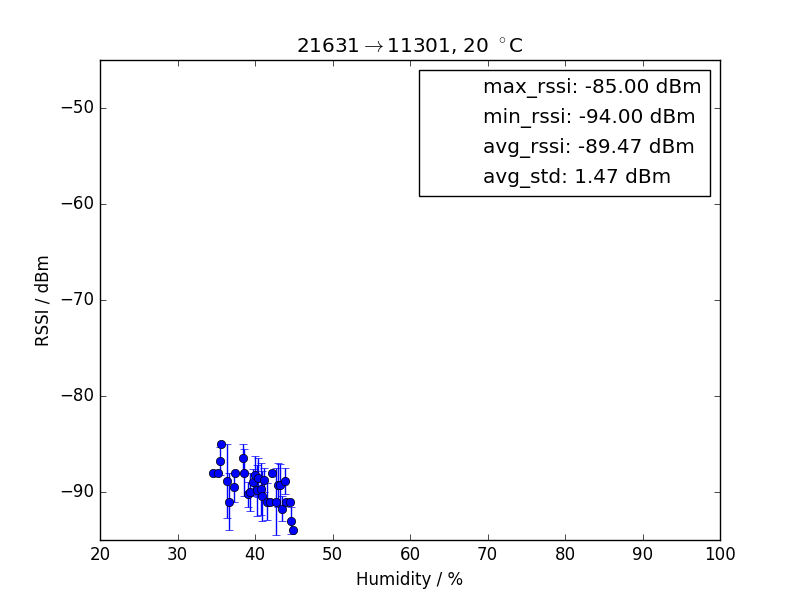 21631→11301, 20 °C
max_rssi: -85.00 dBm
min_rssi: -94.00 dBm
avg_rssi: -89.47 dBm
avg_std: 1.47 dBm
RSSI / dBm
−50
−60
−70
−80
−90
20 30 40 50 60 70 80 90 100
Humidity / %